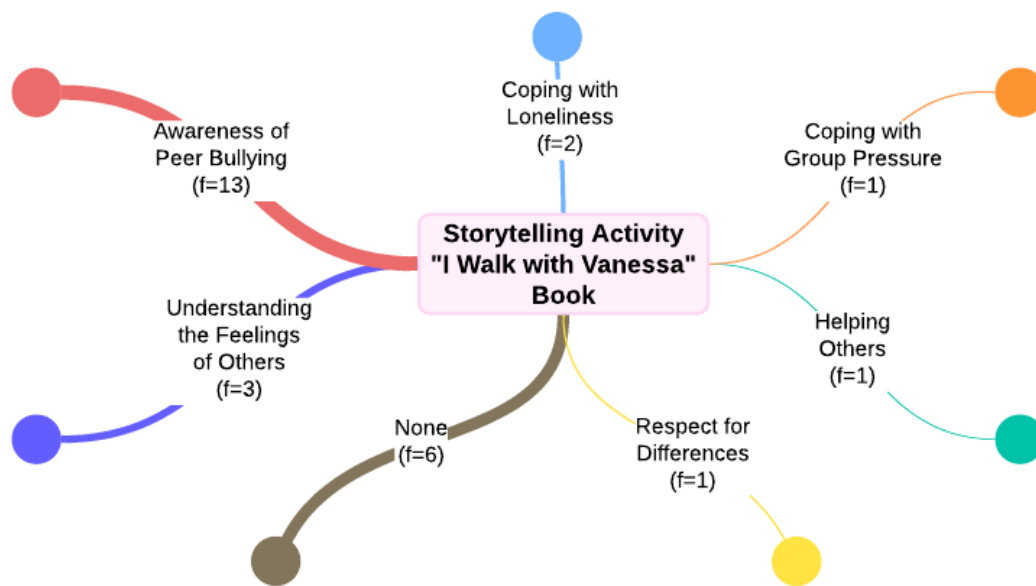 Coping with
Loneliness
(f=2)
Awareness of
Peer Bullying
(f=13)
Coping with
Group Pressure
(f=1)
Storytelling Activity
"I Walk with Vanessa"
Book
Understanding
the Feelings
of Others
(f=3)
Helping
Others
(f=1)
None
(f=6)
Respect for
Differences
(f=1)